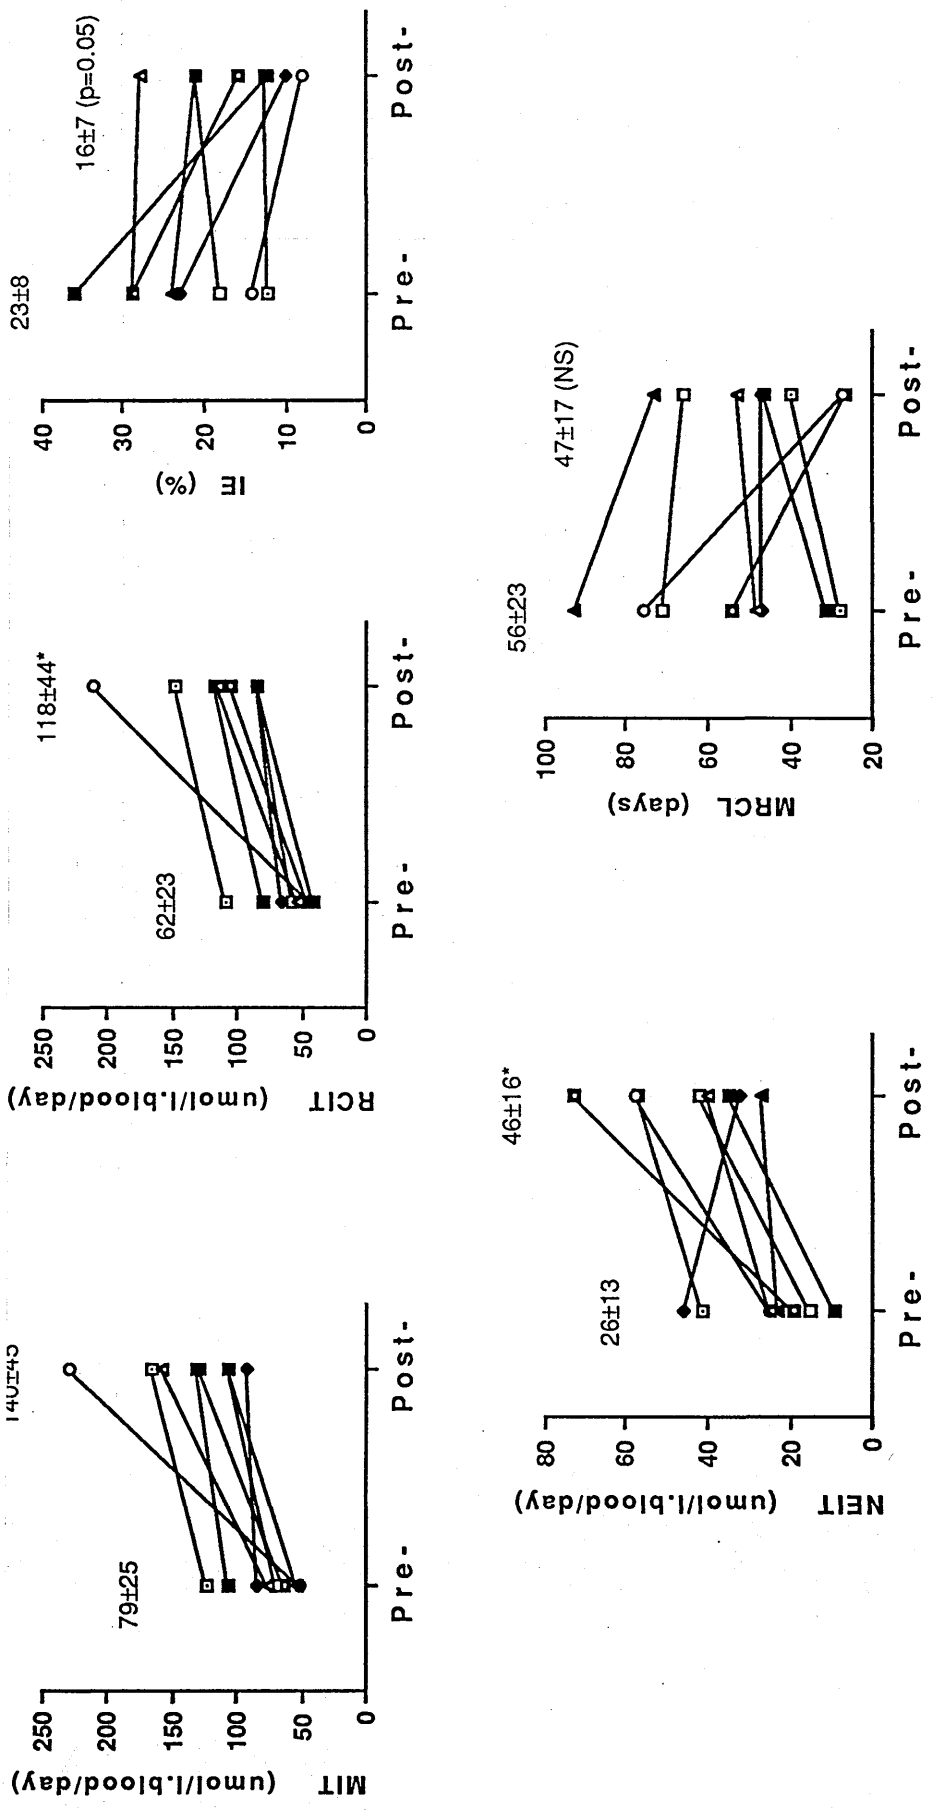 79±25
MIT (umol/l.blood/day)
250
200
150
100
50
0
Pre-
Post-
62±23
118±44*
RCIT (umol/l.blood/day)
250
200
150
100
50
0
Pre-
Post-
23±8
16±7 (p=0.05)
IE (%)
40
30
20
10
0
Pre-
Post-
26±13
46±16*
NEIT (umol/l.blood/day)
80
60
40
20
0
Pre-
Post-
56±23
47±17 (NS)
MRCL (days)
100
80
60
40
20
Pre-
Post-